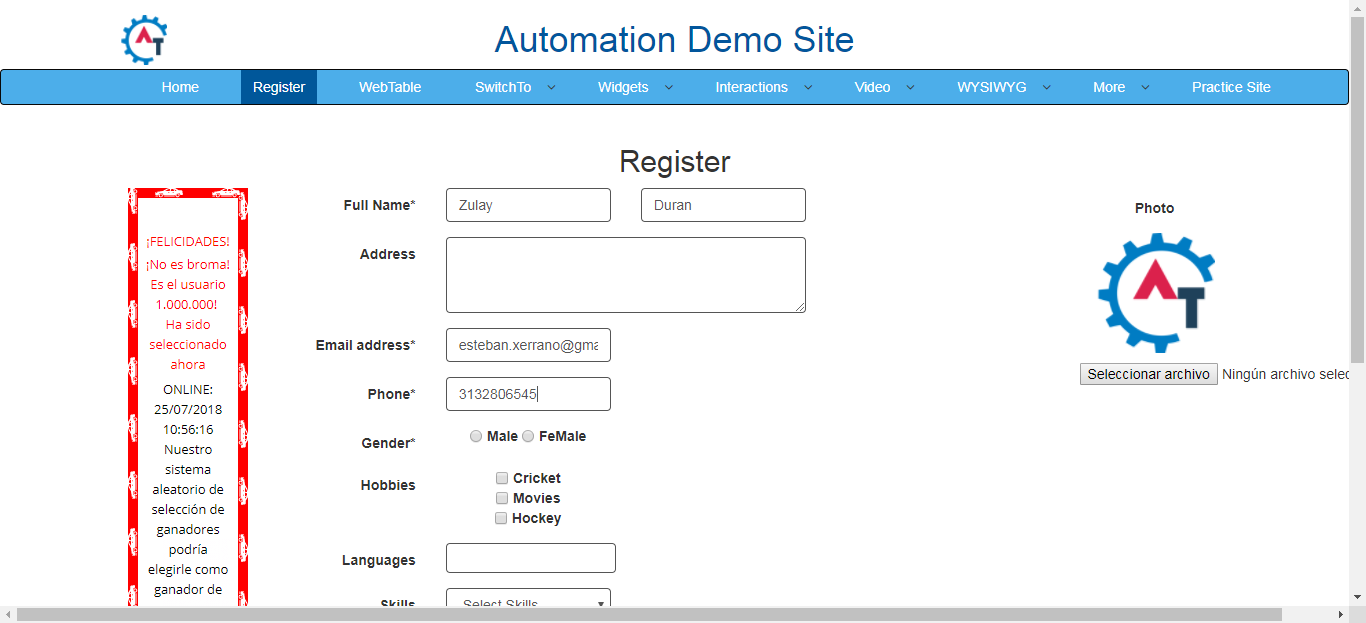 AT
Automation Demo Site
Home Register WebTable SwitchTo Widgets Interactions Video WYSIWYG More Practice Site
Register
¡FELICIDADES!
¡No es broma!
Es el usuario
1.000.000!
Ha sido
seleccionado
ahora
ONLINE:
25/07/2018
10:56:16
Nuestro
sistema
aleatorio de
selección de
ganadores
podría
elegirle como
ganador de
Full Name* Zulay Duran
Address
Email address* esteban.xerrano@gma
Phone* 3132806545
Gender* Male FeMale
Hobbies Cricket
Movies
Hockey
Languages
Skills Select Skills
Photo
AT
Seleccionar archivo Ningún archivo selec